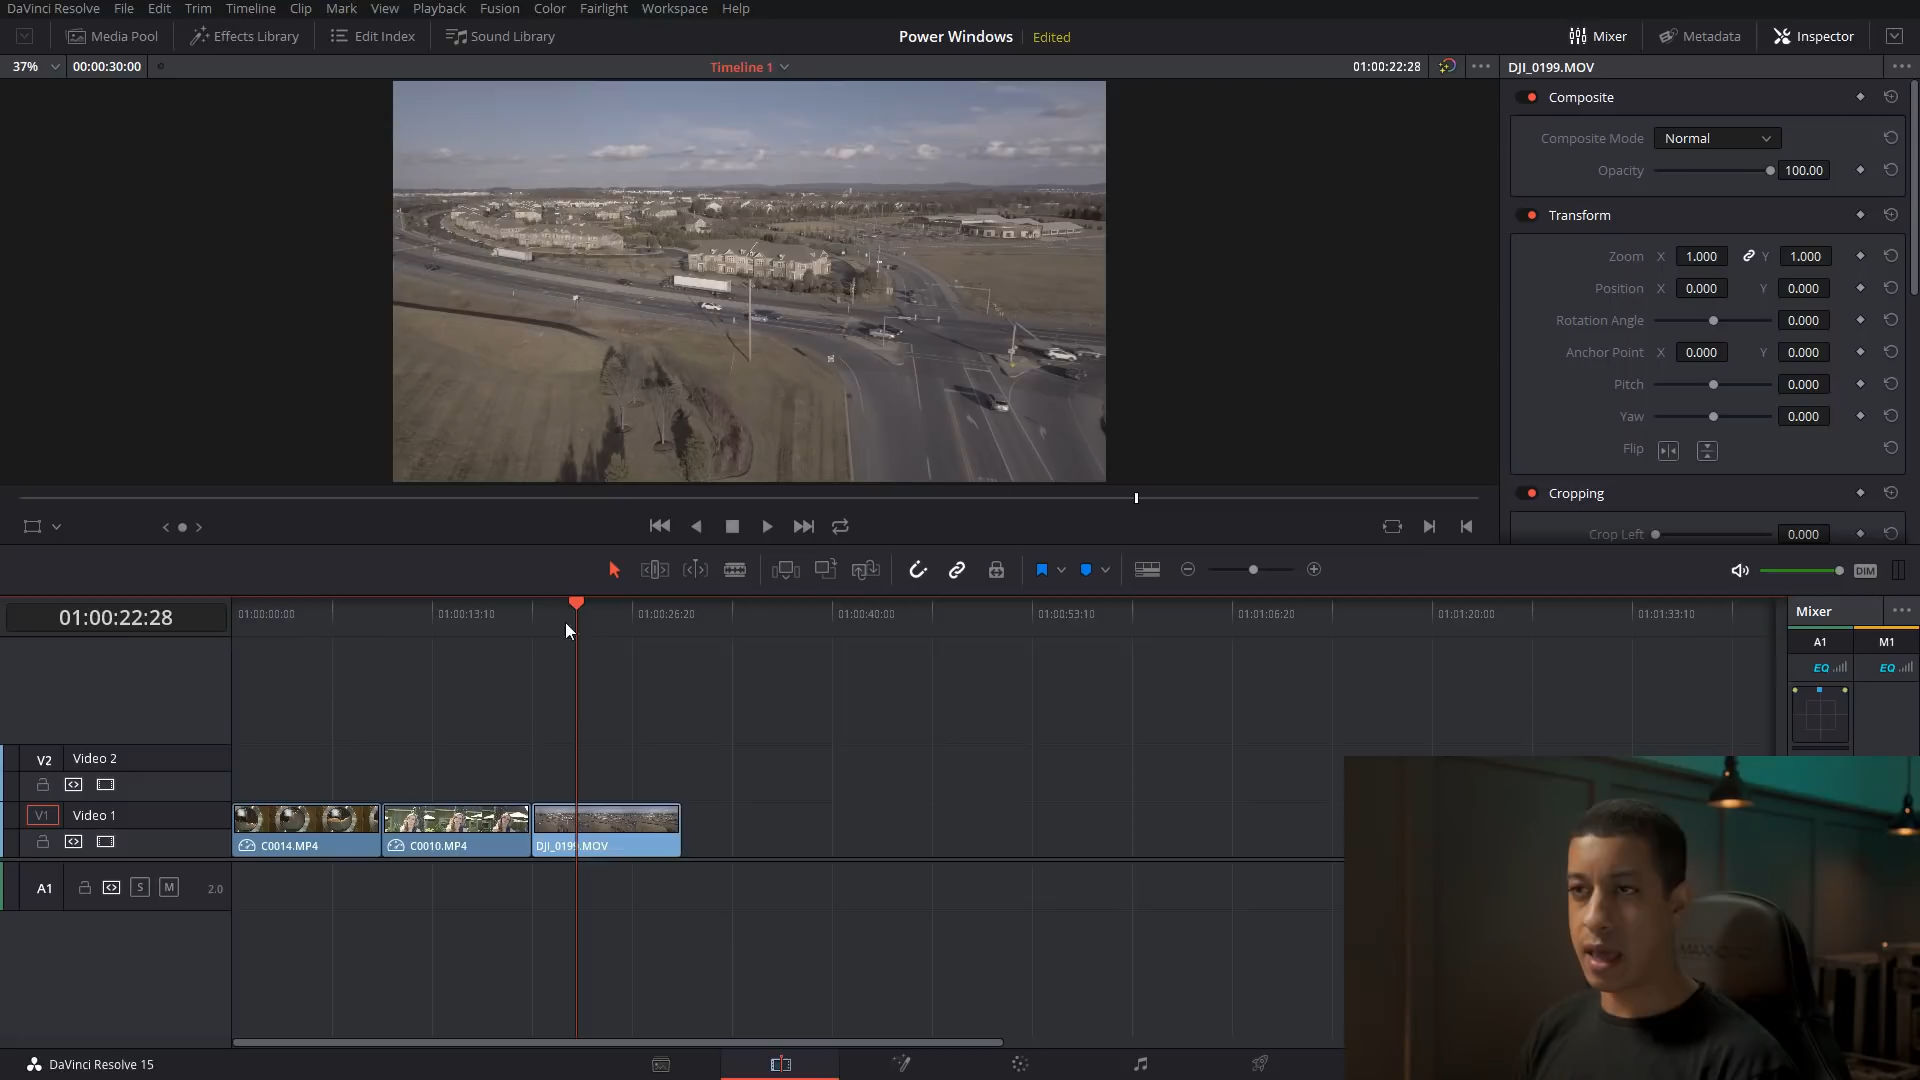 DaVinci Resolve File Edit Trim Timeline Clip Mark View Playback Fusion Color Fairlight Workspace Help
Media Pool Effects Library Edit Index Sound Library Power Windows Edited Mixer Metadata Inspector
37% 00:00:30:00 Timeline 1 01:00:22:28 DJI_0199.MOV
Composite
Composite Mode Normal
Opacity 100.00
Transform
Zoom X 1.000 Y 1.000
Position X 0.000 Y 0.000
Rotation Angle 0.000
Anchor Point X 0.000 Y 0.000
Pitch 0.000
Yaw 0.000
Flip
Cropping
Crop Left 0.000
DIM
01:00:22:28 01:00:00:00 01:00:13:10 01:00:26:20 01:00:40:00 01:00:53:10 01:01:06:20 01:01:20:00 01:01:33:10 Mixer
A1 M1
EQ EQ
V2 Video 2
V1 Video 1
C0014.MP4 C0010.MP4 DJI_0199.MOV
A1 S M 2.0
DaVinci Resolve 15